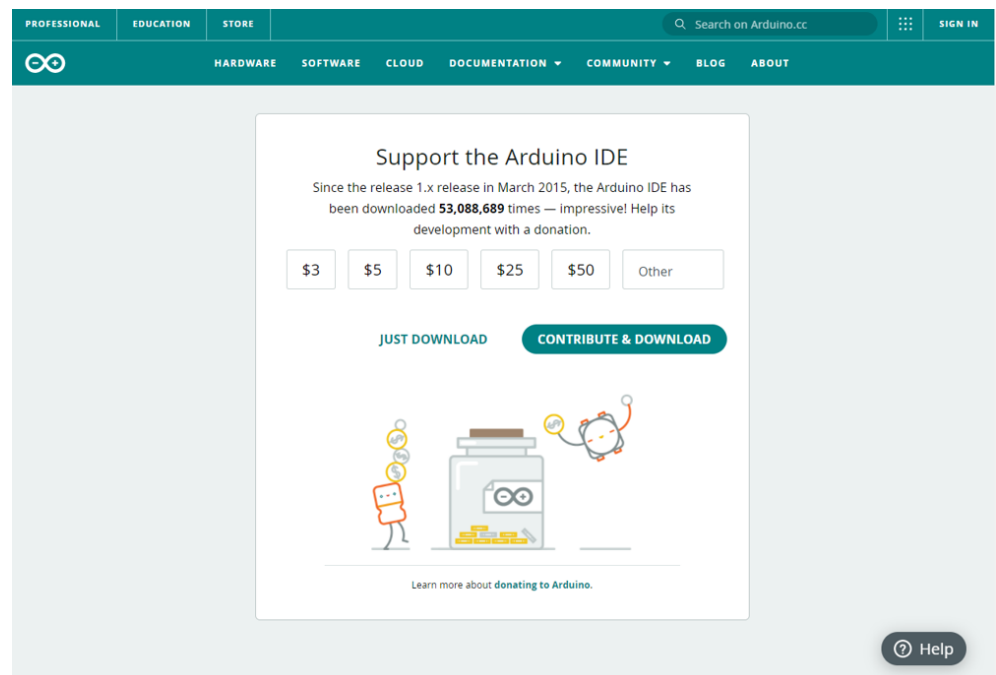 PROFESSIONAL EDUCATION STORE Search on Arduino.cc SIGN IN
HARDWARE SOFTWARE CLOUD DOCUMENTATION COMMUNITY BLOG ABOUT
Support the Arduino IDE
Since the release 1.x release in March 2015, the Arduino IDE has
been downloaded 53,088,689 times — impressive! Help its
development with a donation.
$3 $5 $10 $25 $50 Other
JUST DOWNLOAD CONTRIBUTE & DOWNLOAD
Learn more about donating to Arduino.
Help